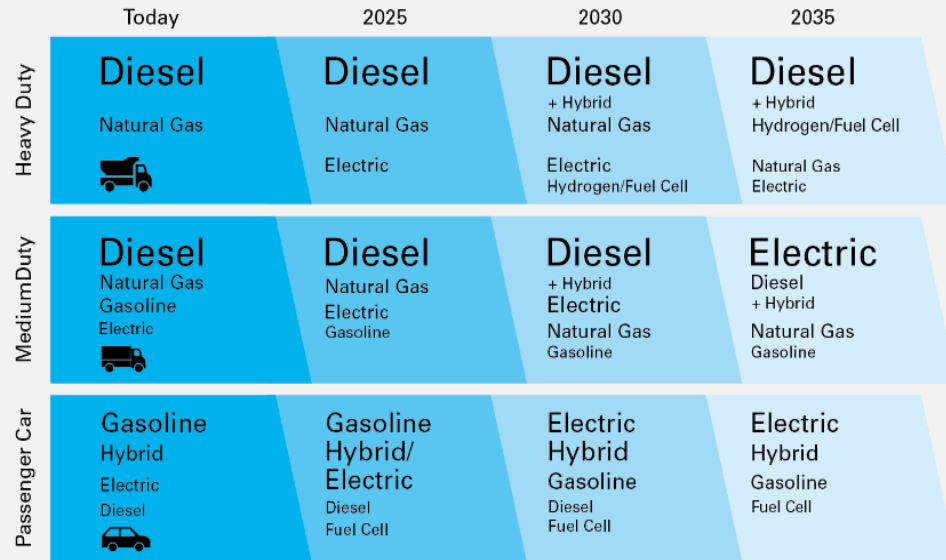 Today 2025 2030 2035
Heavy Duty
Diesel
Natural Gas
Diesel
Natural Gas
Electric
Diesel
+ Hybrid
Natural Gas
Electric
Hydrogen/Fuel Cell
Diesel
+ Hybrid
Hydrogen/Fuel Cell
Natural Gas
Electric
MediumDuty
Diesel
Natural Gas
Gasoline
Electric
Diesel
Natural Gas
Electric
Gasoline
Diesel
+ Hybrid
Electric
Natural Gas
Gasoline
Electric
Diesel
+ Hybrid
Natural Gas
Gasoline
Passenger Car
Gasoline
Hybrid
Electric
Diesel
Gasoline
Hybrid/
Electric
Diesel
Fuel Cell
Electric
Hybrid
Gasoline
Diesel
Fuel Cell
Electric
Hybrid
Gasoline
Fuel Cell